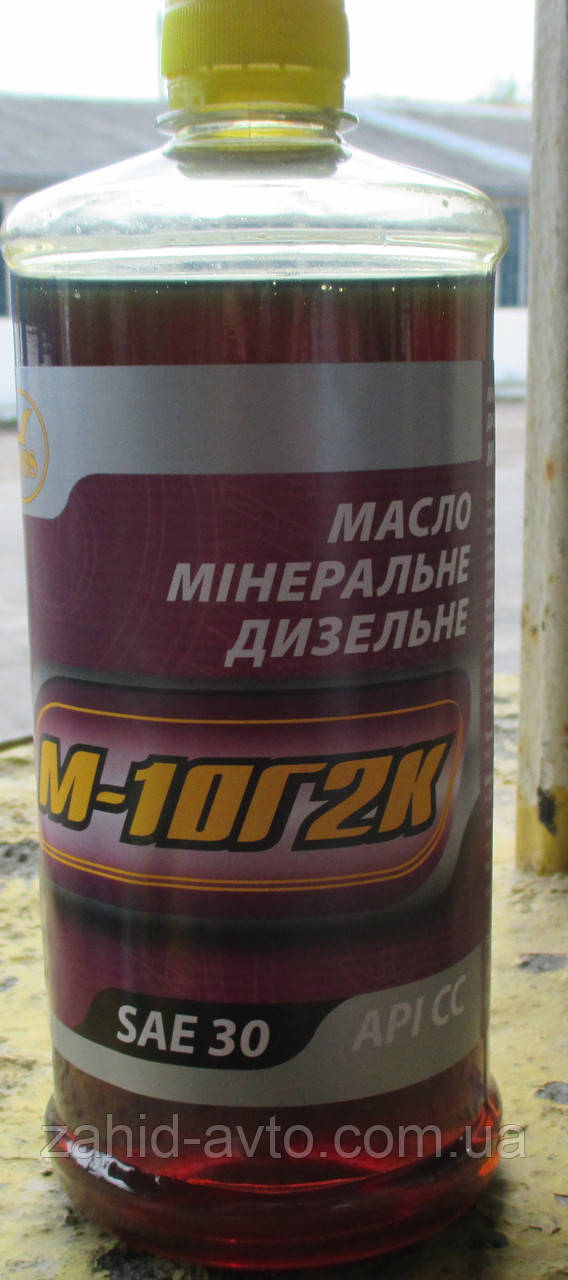 МАСЛО
МІНЕРАЛЬНЕ
ДИЗЕЛЬНЕ
М-10Г2К
SAE 30
API CC
zahid-avto.com.ua